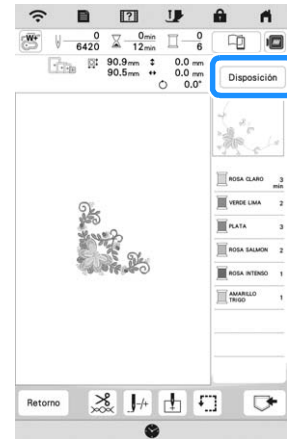 W+
0
6420
0min
12min
0
6
90.9mm
90.5mm
0.0 mm
0.0 mm
0.0°
Disposición
ROSA CLARO 3
min
VERDE LIMA 2
PLATA 3
ROSA SALMON 2
ROSA INTENSO 1
AMARILLO
TRIGO 1
Retorno